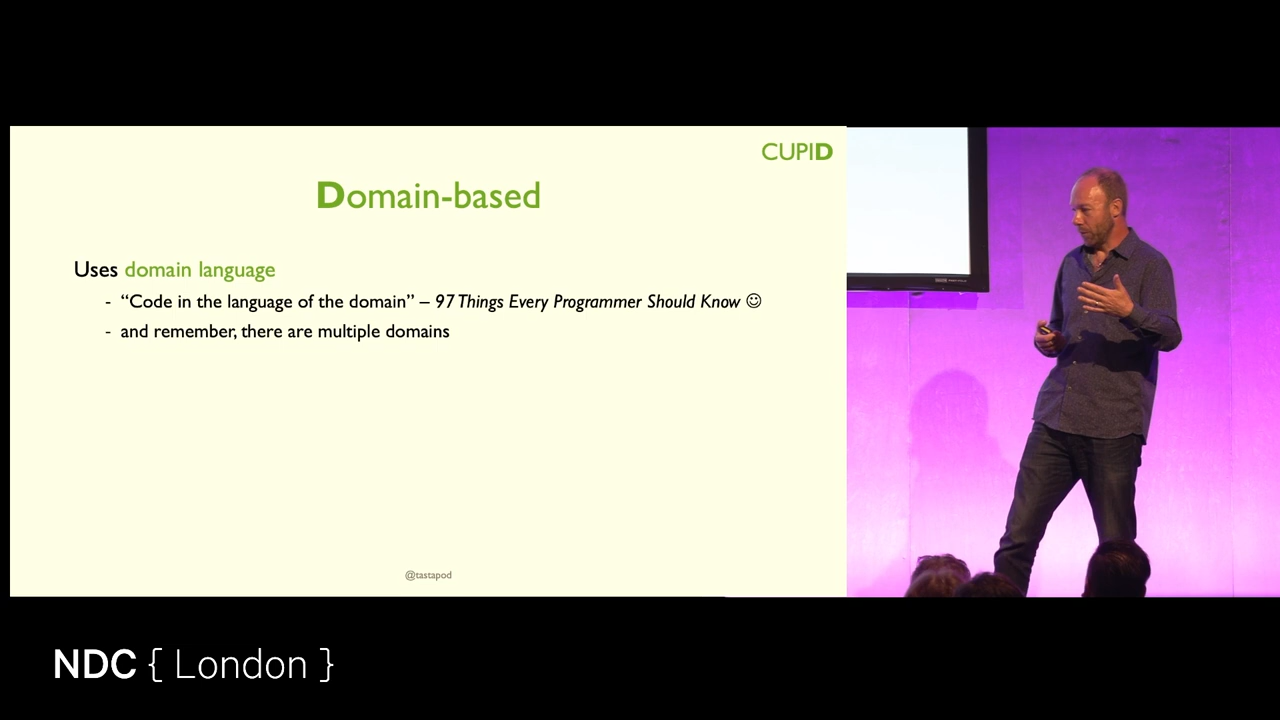 CUPID
Domain-based
Uses domain language
- “Code in the language of the domain” – 97 Things Every Programmer Should Know ☺
- and remember, there are multiple domains
@tastapod
NDC { London }